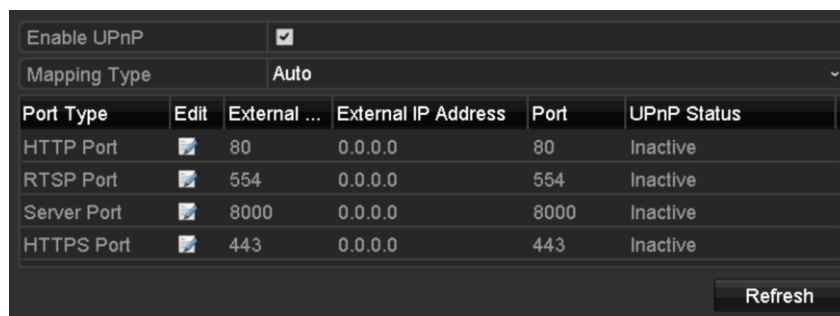 Enable UPnP
Mapping Type Auto
Port Type Edit External ... External IP Address Port UPnP Status
HTTP Port 80 0.0.0.0 80 Inactive
RTSP Port 554 0.0.0.0 554 Inactive
Server Port 8000 0.0.0.0 8000 Inactive
HTTPS Port 443 0.0.0.0 443 Inactive
Refresh